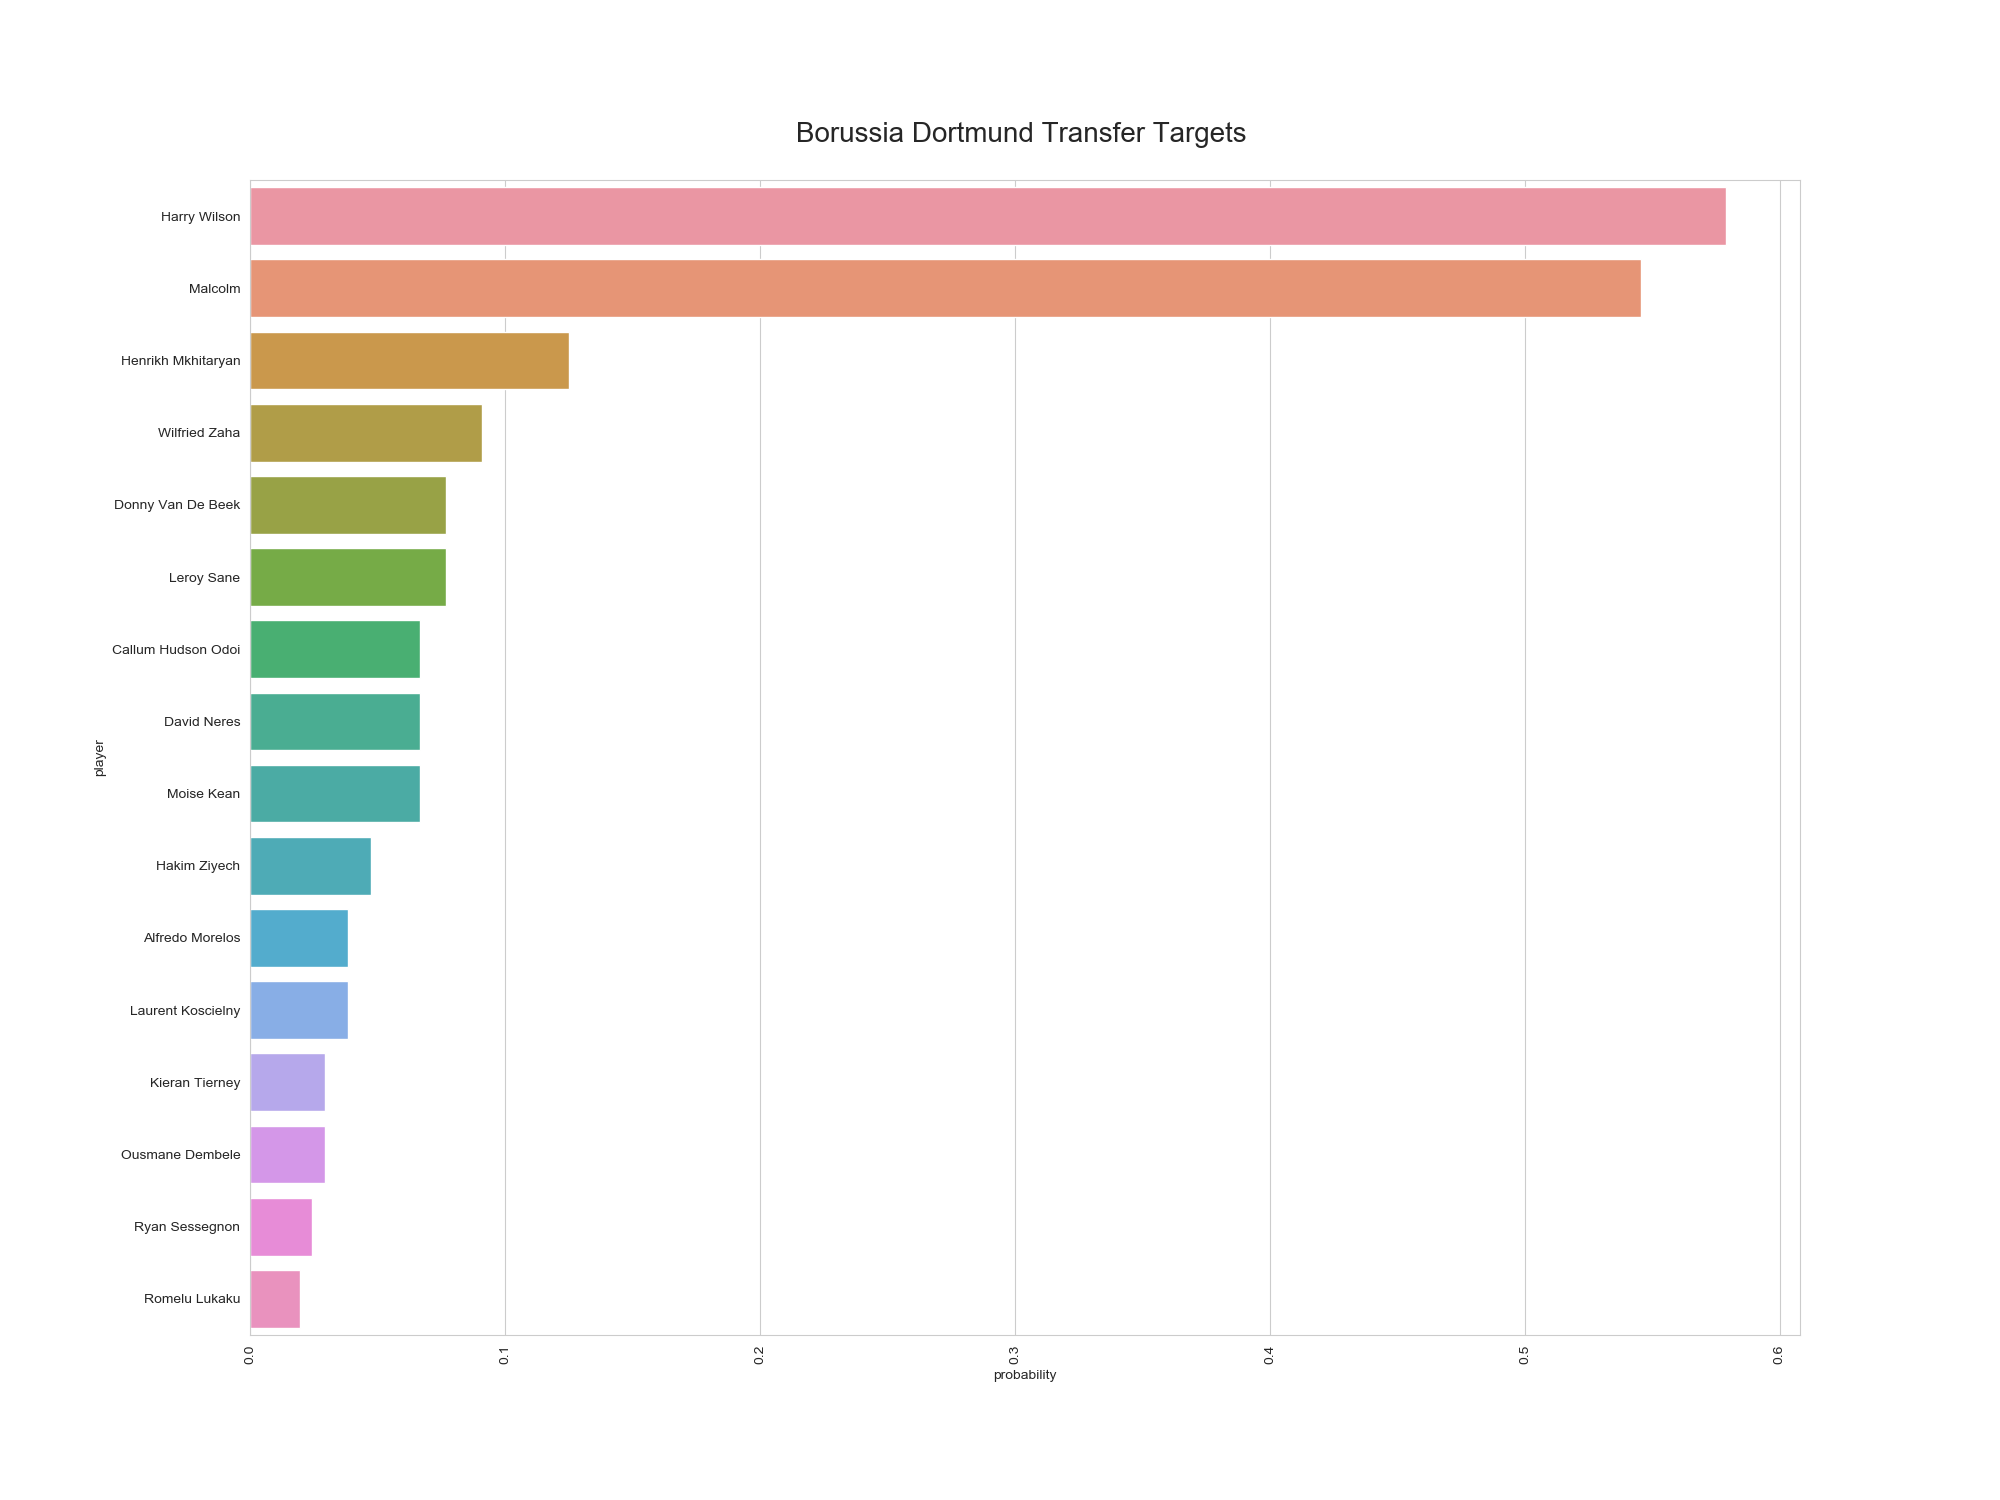 Borussia Dortmund Transfer Targets
Harry Wilson
Malcolm
Henrikh Mkhitaryan
Wilfried Zaha
Donny Van De Beek
Leroy Sane
Callum Hudson Odoi
David Neres
Moise Kean
Hakim Ziyech
Alfredo Morelos
Laurent Koscielny
Kieran Tierney
Ousmane Dembele
Ryan Sessegnon
Romelu Lukaku
player
0.0
0.1
0.2
0.3
0.4
0.5
0.6
probability